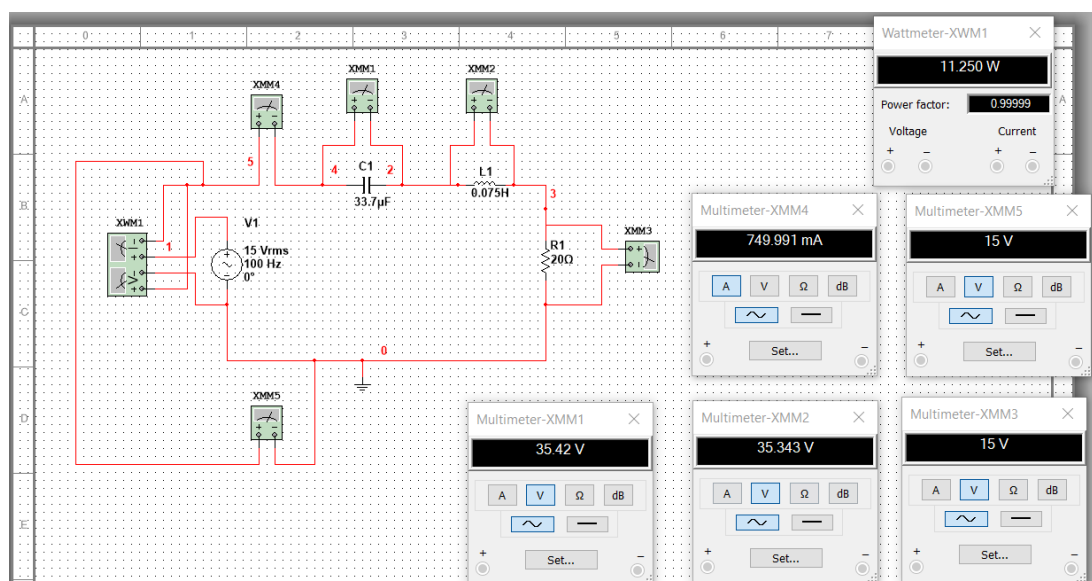 0 1 2 3 4 5 6 7
A
B
C
D
E
A
XMM4
XMM1
XMM2
5
4
C1
2
33.7µF
L1
0.075H
3
XWM1
1
V1
15 Vrms
100 Hz
0°
R1
20Ω
XMM3
0
XMM5
Wattmeter-XWM1
11.250 W
Power factor: 0.99999
Voltage Current
+ − + −
Multimeter-XMM4
749.991 mA
A V Ω dB
Set...
+ −
Multimeter-XMM5
15 V
A V Ω dB
Set...
+ −
Multimeter-XMM1
35.42 V
A V Ω dB
Set...
+ −
Multimeter-XMM2
35.343 V
A V Ω dB
Set...
+ −
Multimeter-XMM3
15 V
A V Ω dB
Set...
+ −